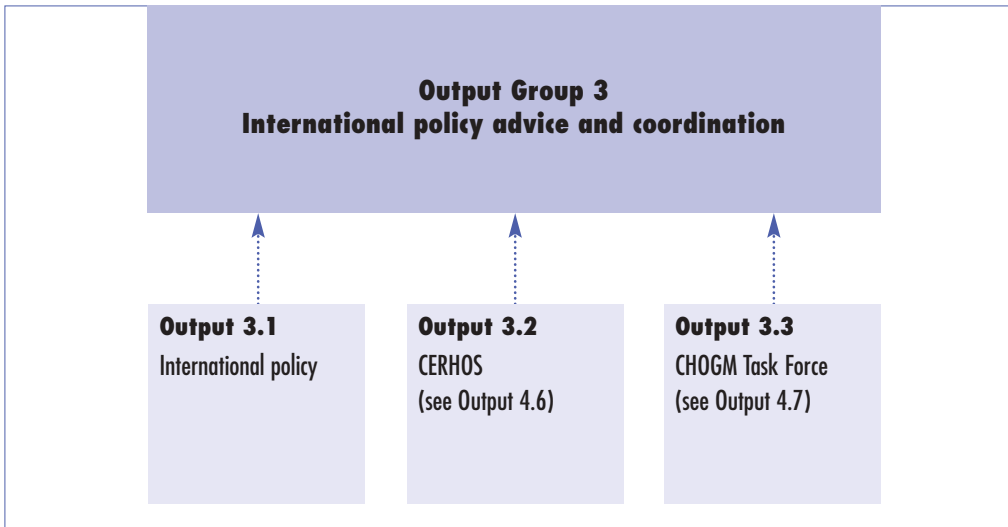 Output Group 3
International policy advice and coordination
Output 3.1
International policy
Output 3.2
CERHOS
(see Output 4.6)
Output 3.3
CHOGM Task Force
(see Output 4.7)